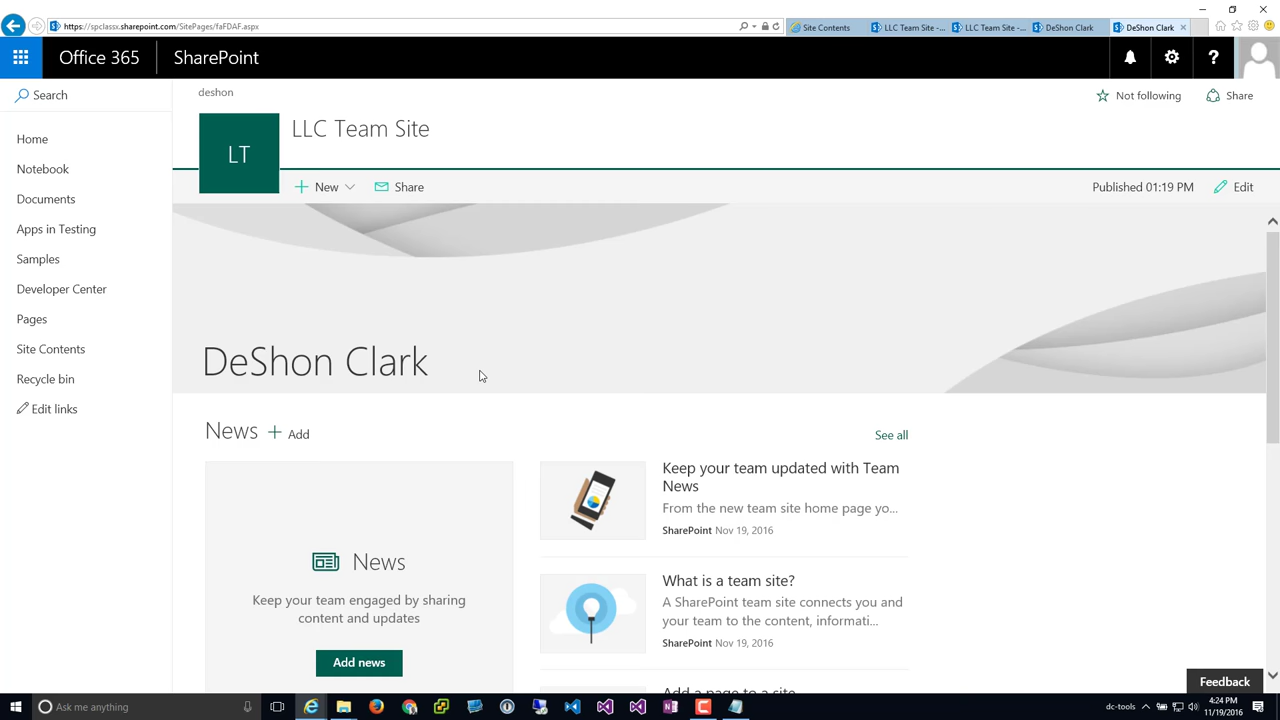 https://spclassx.sharepoint.com/SitePages/faFDAF.aspx
Site Contents
LLC Team Site -...
LLC Team Site -...
DeShon Clark
DeShon Clark
Office 365
SharePoint
Search
deshon
Not following
Share
LT
LLC Team Site
New
Share
Published 01:19 PM
Edit
Home
Notebook
Documents
Apps in Testing
Samples
Developer Center
Pages
Site Contents
Recycle bin
Edit links
DeShon Clark
News
Add
See all
News
Keep your team engaged by sharing
content and updates
Add news
Keep your team updated with Team
News
From the new team site home page yo...
SharePoint Nov 19, 2016
What is a team site?
A SharePoint team site connects you and
your team to the content, informati...
SharePoint Nov 19, 2016
Add a page to a site
Feedback
Ask me anything
dc-tools
4:24 PM
11/19/2016